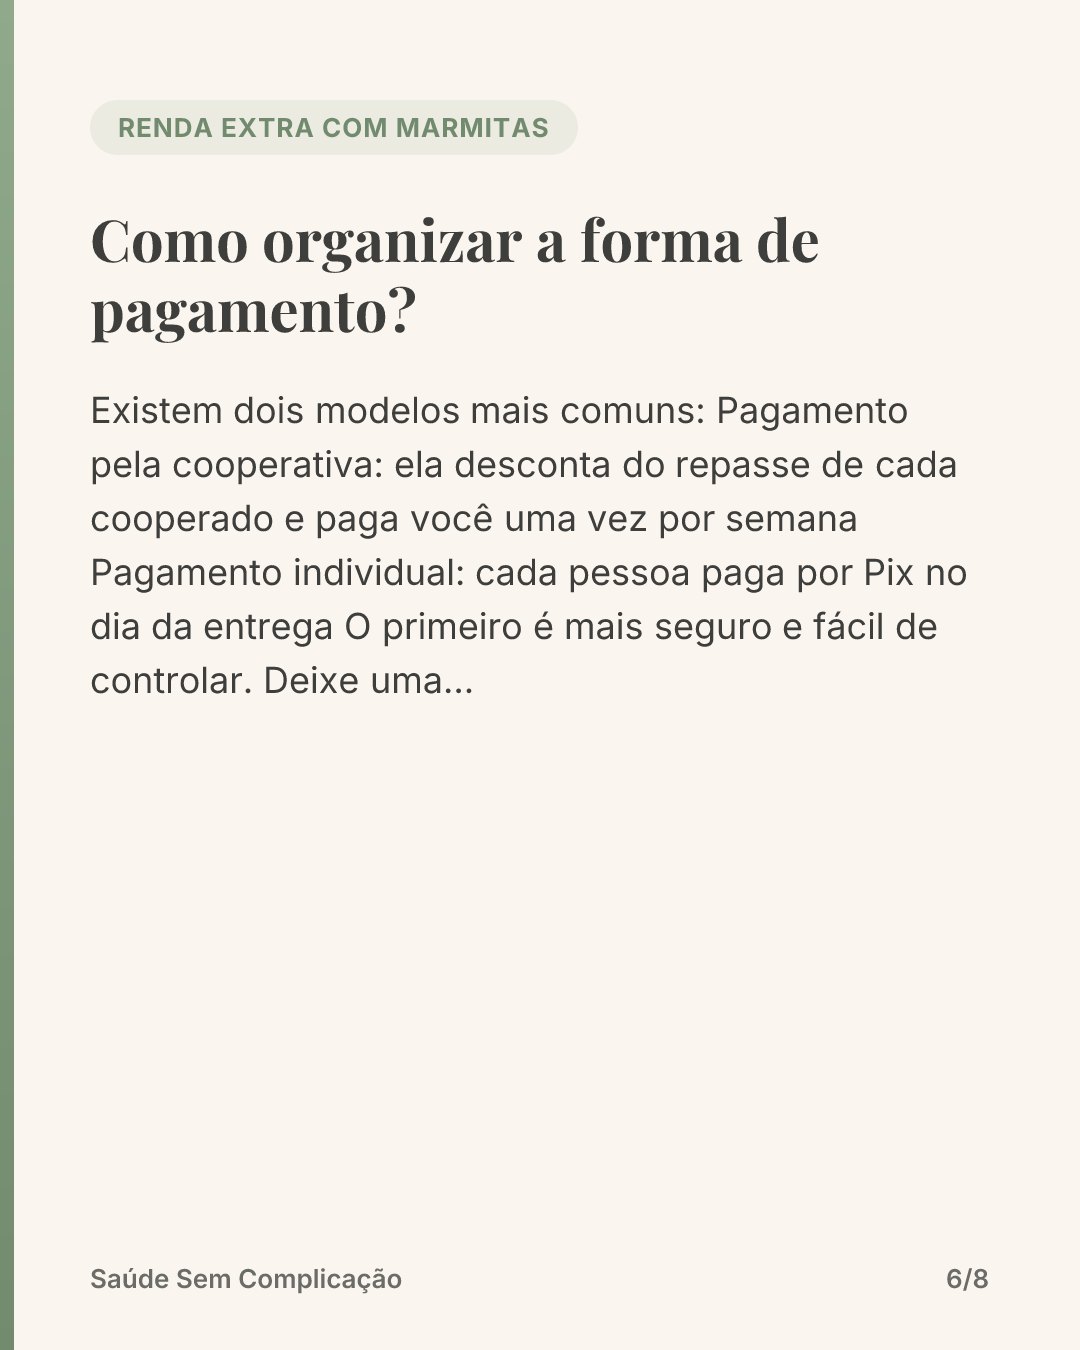 RENDA EXTRA COM MARMITAS
Como organizar a forma de
pagamento?
Existem dois modelos mais comuns: Pagamento
pela cooperativa: ela desconta do repasse de cada
cooperado e paga você uma vez por semana
Pagamento individual: cada pessoa paga por Pix no
dia da entrega O primeiro é mais seguro e fácil de
controlar. Deixe uma...
Saúde Sem Complicação
6/8